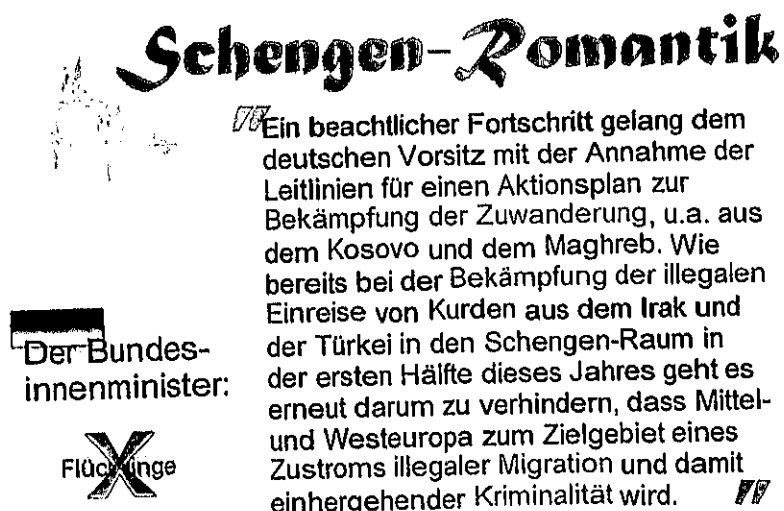 Schengen-Romantik
"Ein beachtlicher Fortschritt gelang dem
deutschen Vorsitz mit der Annahme der
Leitlinien für einen Aktionsplan zur
Bekämpfung der Zuwanderung, u.a. aus
dem Kosovo und dem Maghreb. Wie
bereits bei der Bekämpfung der illegalen
Einreise von Kurden aus dem Irak und
der Türkei in den Schengen-Raum in
der ersten Hälfte dieses Jahres geht es
erneut darum zu verhindern, dass Mittel-
und Westeuropa zum Zielgebiet eines
Zustroms illegaler Migration und damit
einhergehender Kriminalität wird. "
Der Bundes-
innenminister:
X